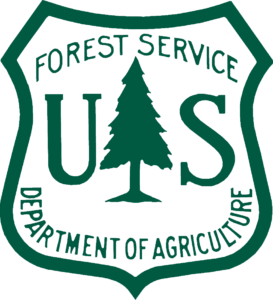 FOREST SERVICE
U S
DEPARTMENT OF AGRICULTURE